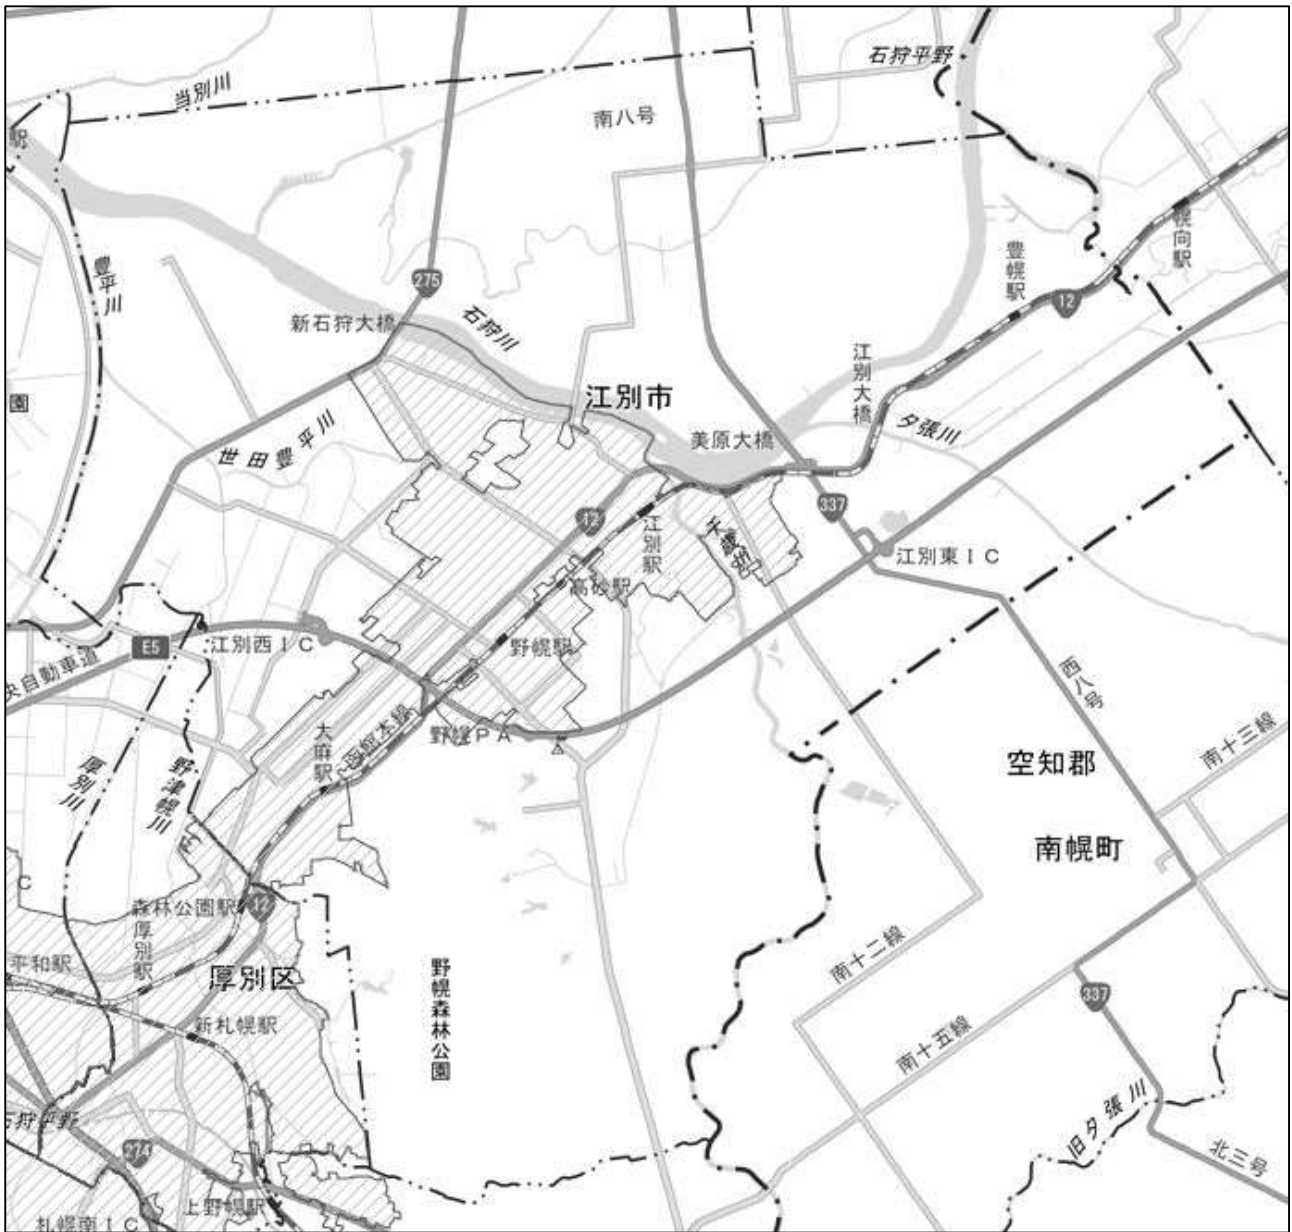 石狩平野
当別川
南八号
駅
幌向駅
豊平川
豊幌駅
275
12
新石狩大橋
石狩川
江別大橋
江別市
園
夕張川
美原大橋
世田豊平川
337
12
江別駅
千歳川
江別東IC
高砂駅
E5
江別西IC
野幌駅
央自動車道
西八号
函館本線
大麻駅
野幌PA
南十三線
空知郡
厚別川
野津幌川
南幌町
C
森林公園駅
12
厚別駅
南十二線
平和駅
厚別区
野幌森林公園
337
新札幌駅
南十五線
石狩平野
旧夕張川
274
北三号
上野幌駅
札幌南IC